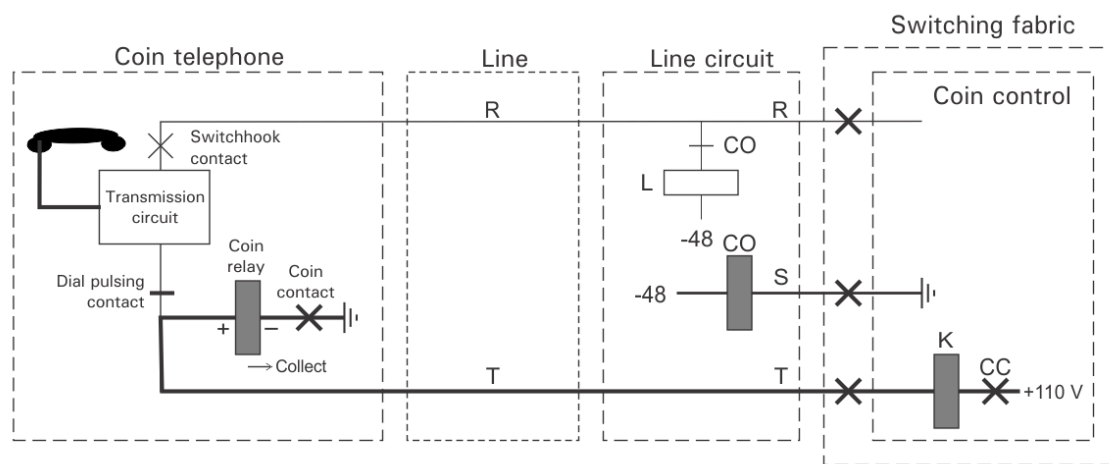 Switching fabric
Coin telephone
Line
Line circuit
Coin control
R
R
Switchhook
contact
CO
L
Transmission
circuit
-48
CO
Coin
relay
Coin
contact
Dial pulsing
contact
-48
S
+
−
Collect
K
T
T
CC
+110 V